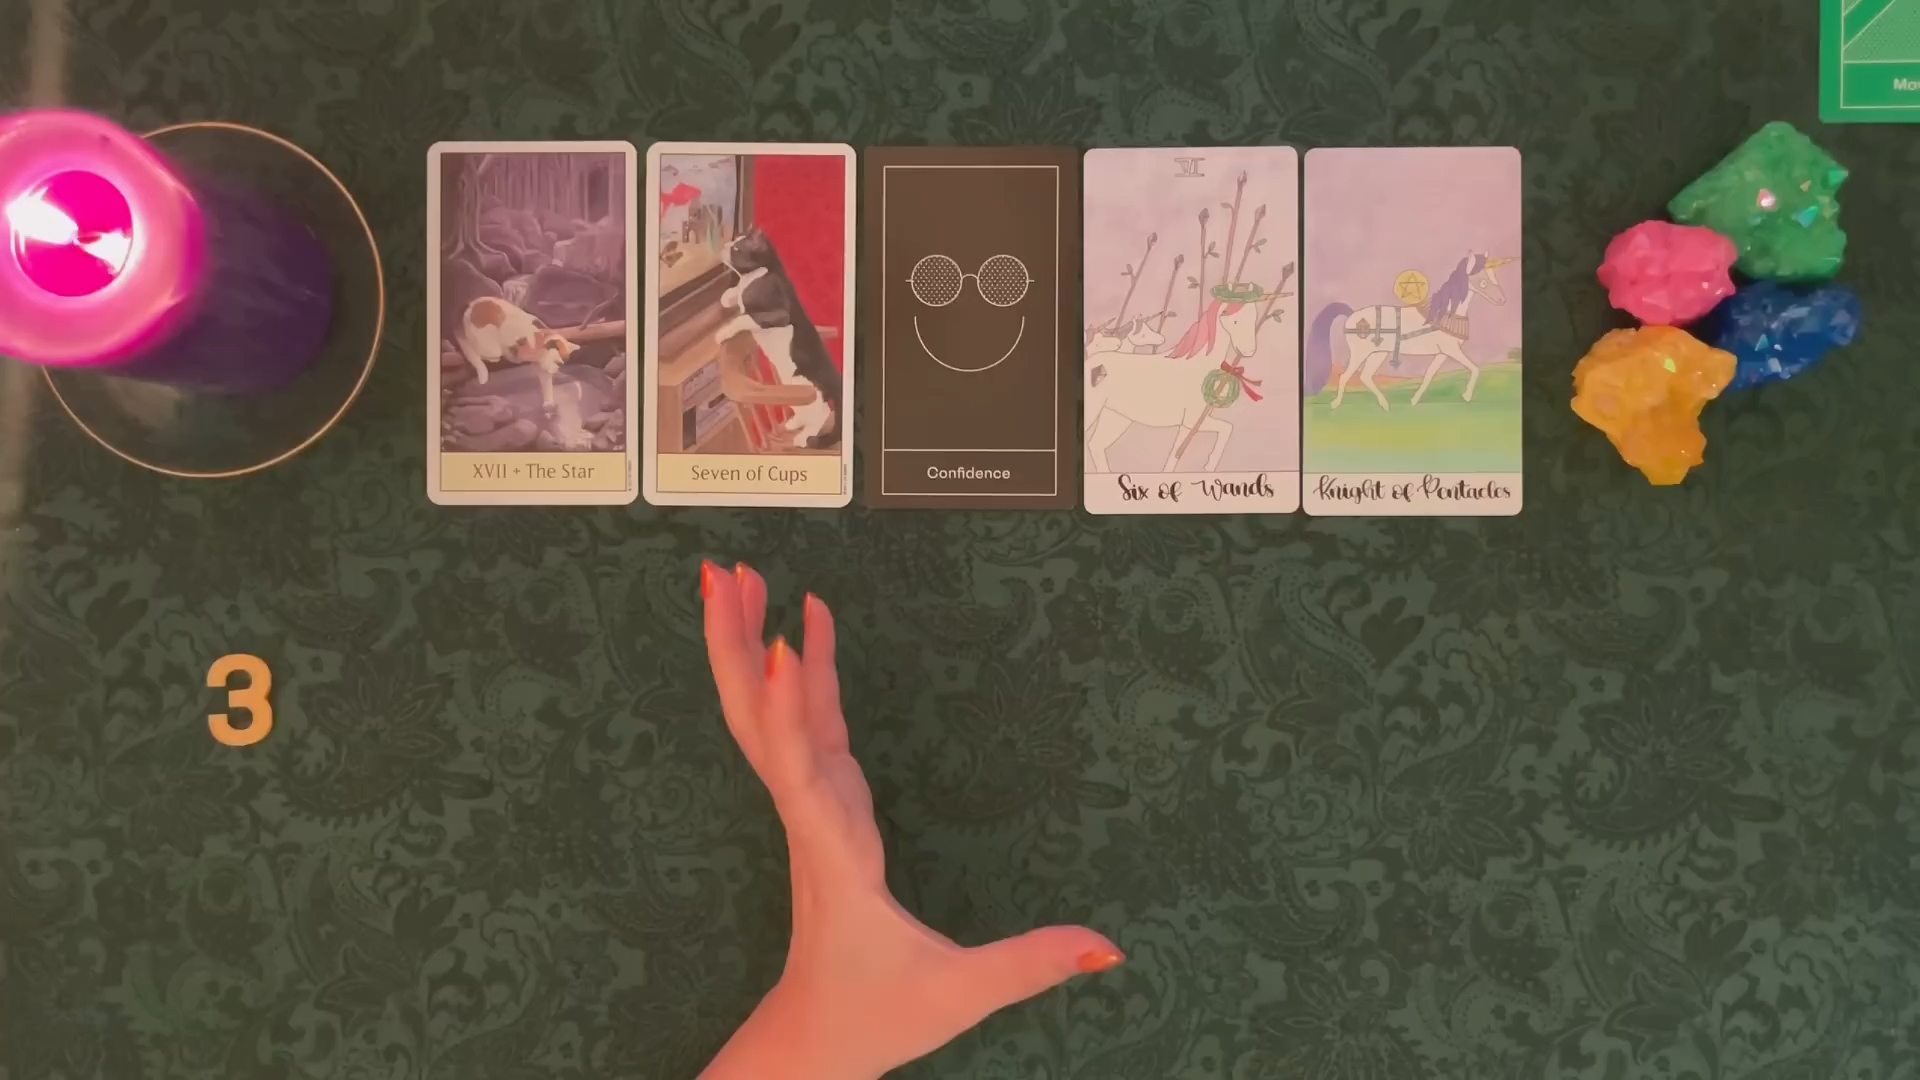 XVII + The Star
Seven of Cups
Confidence
VI
Six of Wands
Knight of Pentacles
3